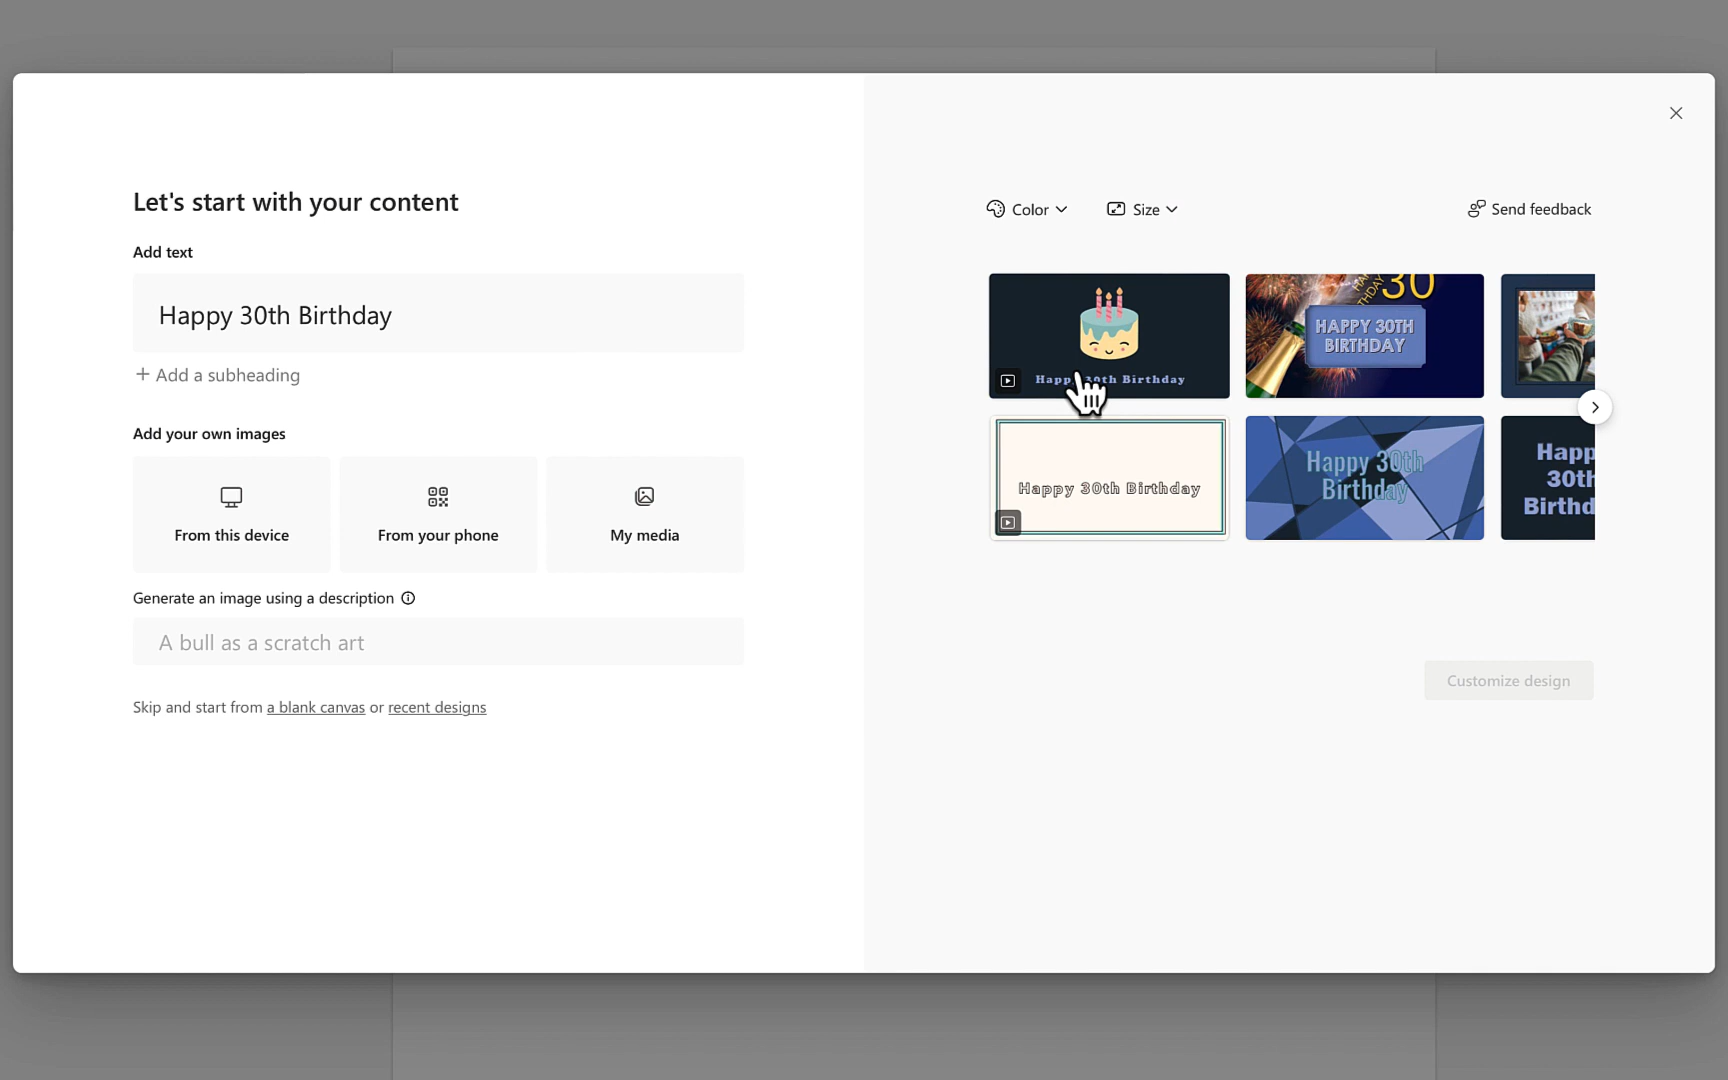 Let's start with your content
Add text
Happy 30th Birthday
+ Add a subheading
Add your own images
From this device
From your phone
My media
Generate an image using a description
A bull as a scratch art
Skip and start from a blank canvas or recent designs
Color
Size
Send feedback
Happy 30th Birthday
30
HAPPY 30TH
BIRTHDAY
Happy 30th Birthday
Happy 30th
Birthday
Happ
30th
Birthd
Customize design